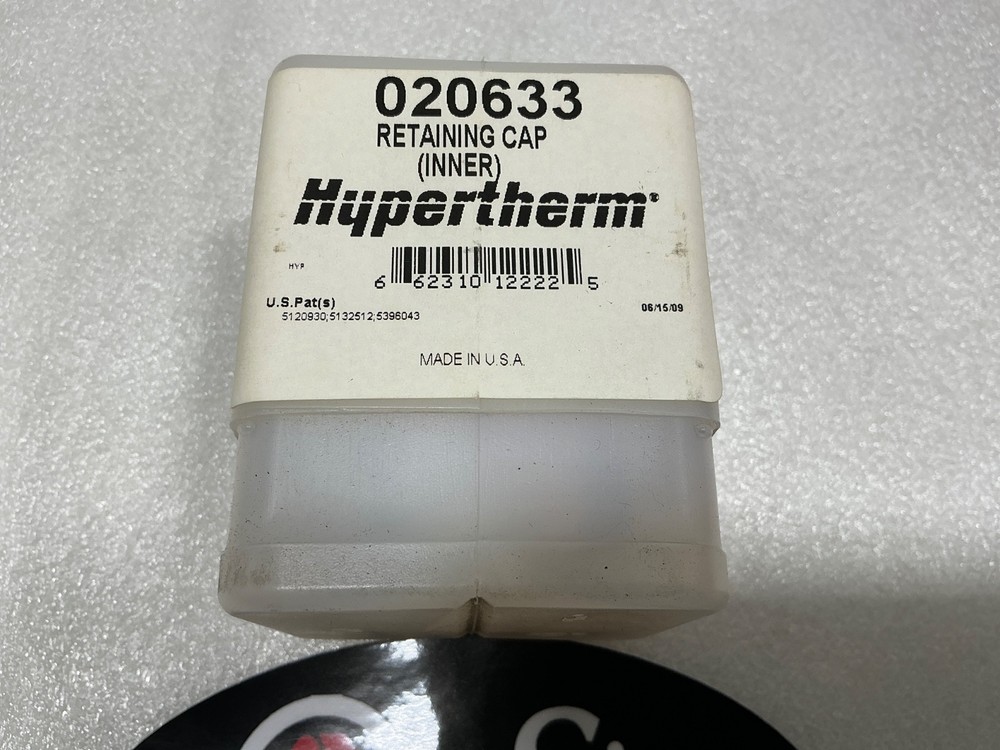 020633
RETAINING CAP
(INNER)
Hypertherm®
HYP
6 62310 12222 5
U.S.Pat(s)
5120930;5132512;5396043
06/15/09
MADE IN U.S.A.